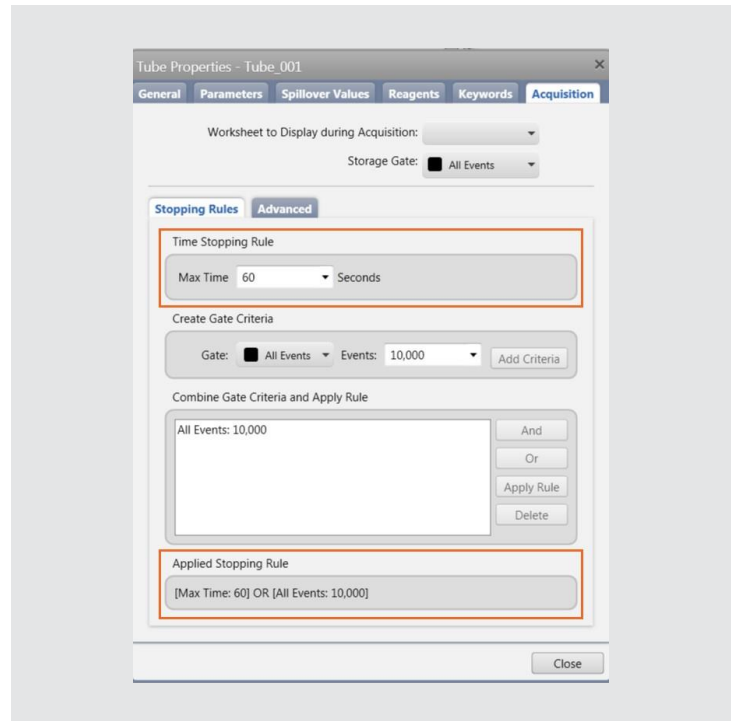 Tube Properties - Tube_001
General Parameters Spillover Values Reagents Keywords Acquisition
Worksheet to Display during Acquisition:
Storage Gate: All Events
Stopping Rules Advanced
Time Stopping Rule
Max Time 60 Seconds
Create Gate Criteria
Gate: All Events Events: 10,000 Add Criteria
Combine Gate Criteria and Apply Rule
All Events: 10,000
And
Or
Apply Rule
Delete
Applied Stopping Rule
[Max Time: 60] OR [All Events: 10,000]
Close